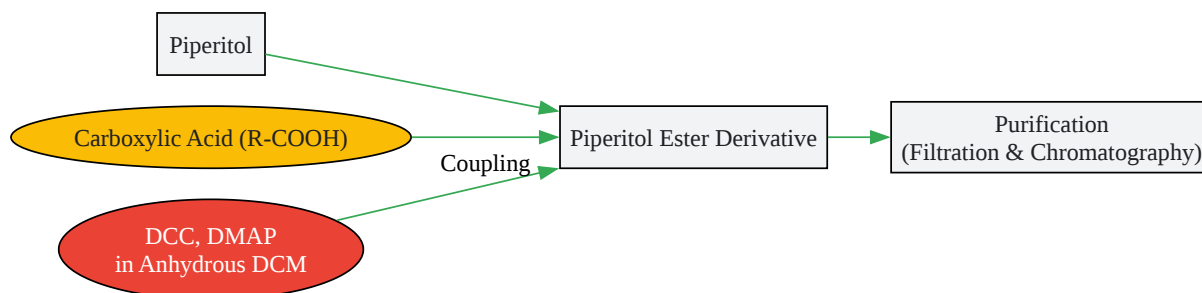 Piperitol
Carboxylic Acid (R-COOH)
Coupling
DCC, DMAP
in Anhydrous DCM
Piperitol Ester Derivative
Purification
(Filtration & Chromatography)